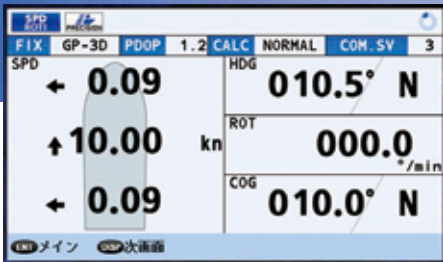 SPD
ROTI
PRECISION
FIX GP-3D PDOP 1.2 CALC NORMAL COM.SV 3
SPD
← 0.09
↑ 10.00 kn
← 0.09
HDG
010.5° N
ROT
000.0
°/min
COG
010.0° N
ENT メイン DISP 次画面